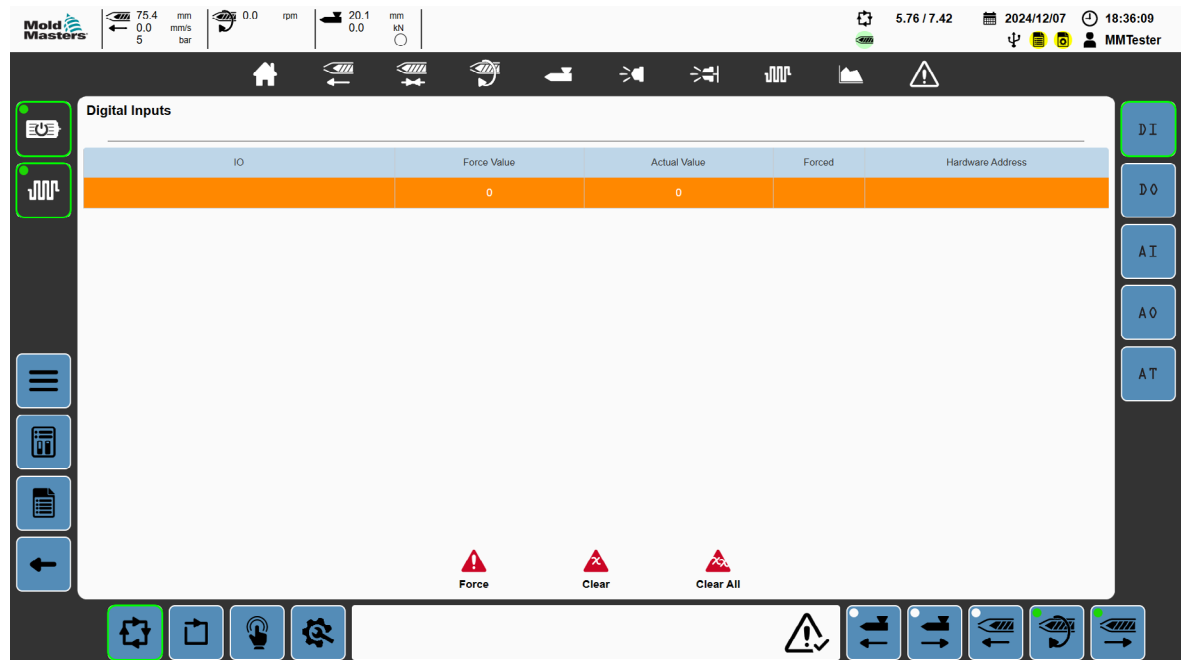 Mold
Masters
75.4 mm
0.0 mm/s
5 bar
0.0 rpm
20.1 mm
0.0 kN
5.76 / 7.42
2024/12/07
18:36:09
MMTester
Digital Inputs
IO Force Value Actual Value Forced Hardware Address
0 0
DI
DO
AI
AO
AT
Force Clear Clear All